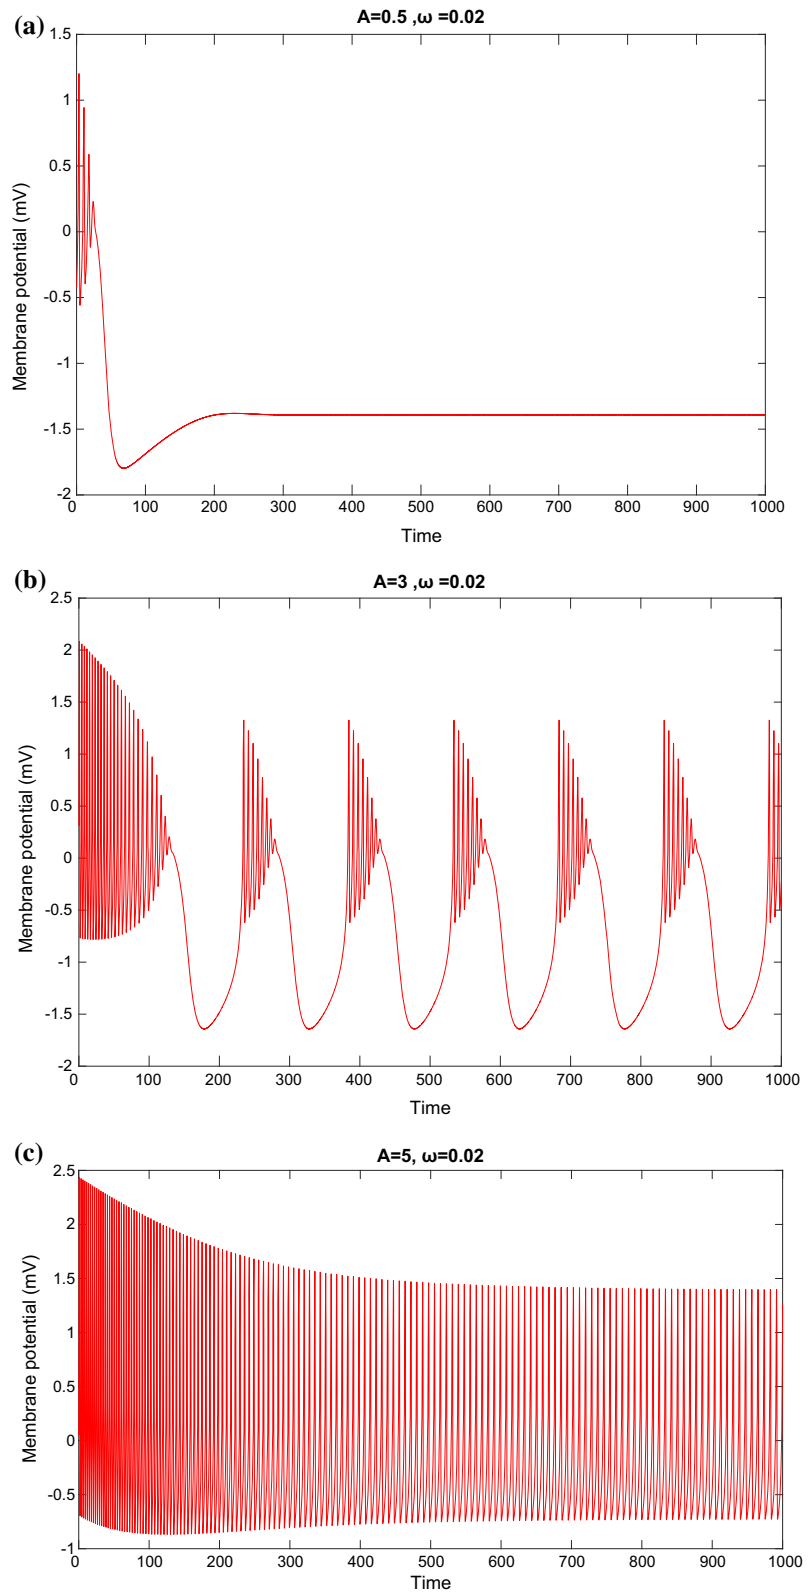 (a)
A=0.5 ,ω =0.02
1.5
1
0.5
0
-0.5
-1
-1.5
-2
Membrane potential (mV)
0 100 200 300 400 500 600 700 800 900 1000
Time
(b)
A=3 ,ω =0.02
2.5
2
1.5
1
0.5
0
-0.5
-1
-1.5
-2
Membrane potential (mV)
0 100 200 300 400 500 600 700 800 900 1000
Time
(c)
A=5, ω=0.02
2.5
2
1.5
1
0.5
0
-0.5
-1
Membrane potential (mV)
0 100 200 300 400 500 600 700 800 900 1000
Time